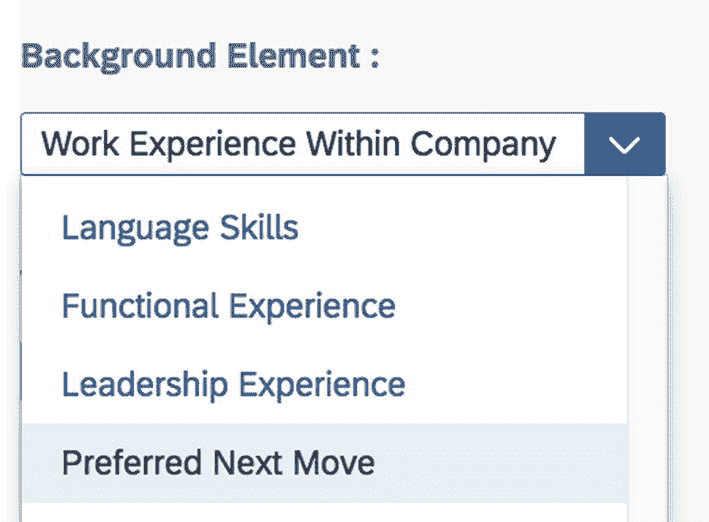 Background Element :
Work Experience Within Company
Language Skills
Functional Experience
Leadership Experience
Preferred Next Move